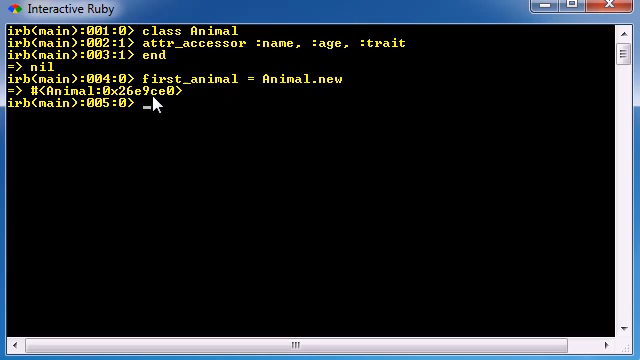 Interactive Ruby
irb(main):001:0> class Animal
irb(main):002:1> attr_accessor :name, :age, :trait
irb(main):003:1> end
=> nil
irb(main):004:0> first_animal = Animal.new
=> #<Animal:0x26e9ce0>
irb(main):005:0> _